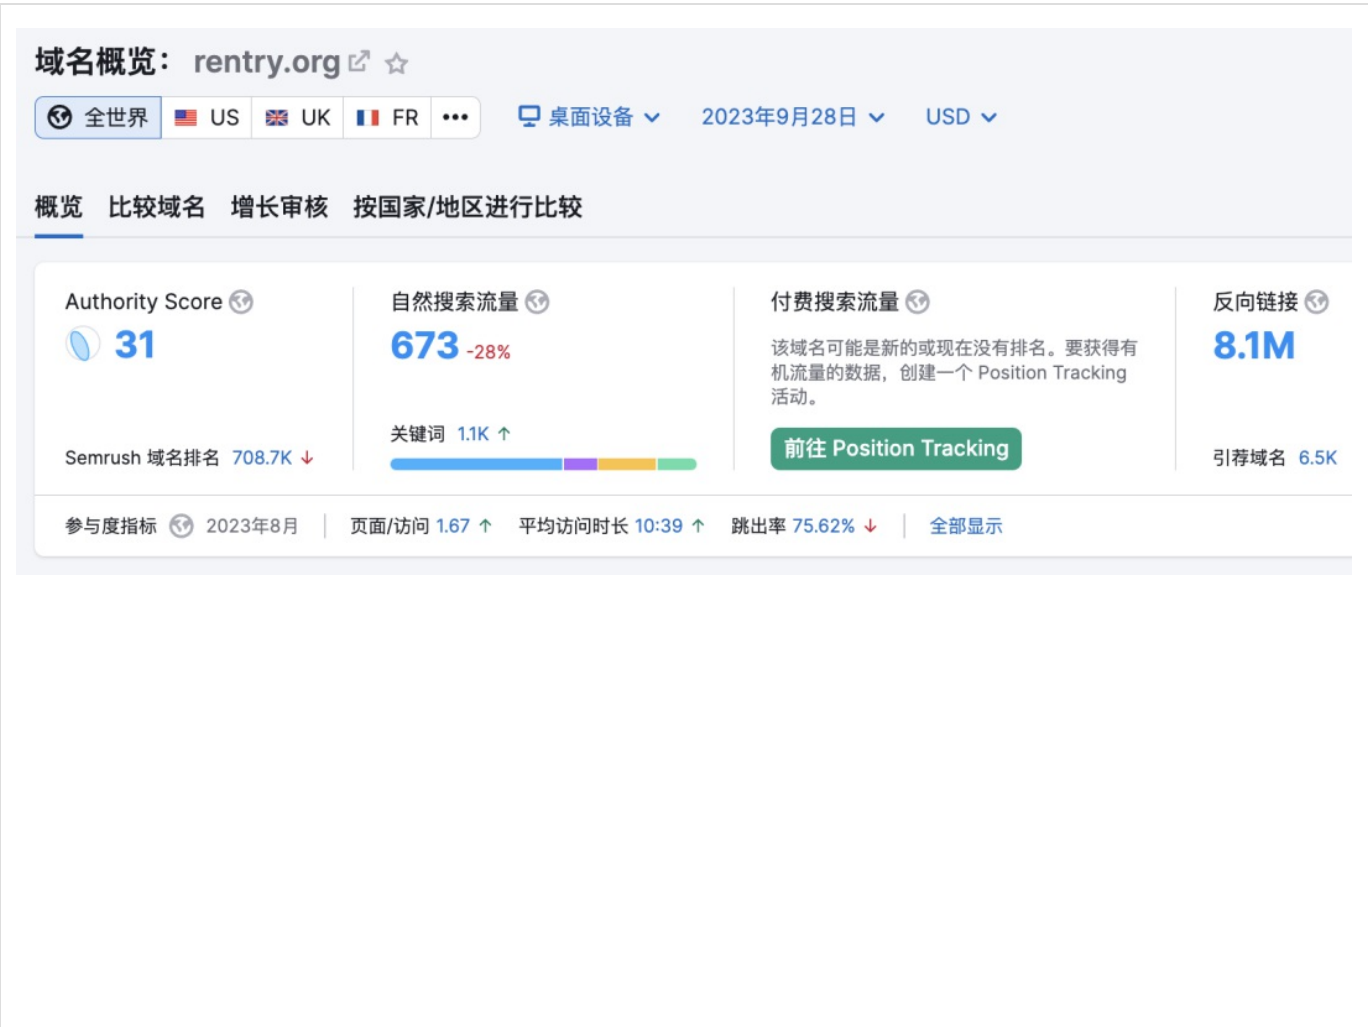 域名概览： rentry.org
全世界 US UK FR ••• 桌面设备 2023年9月28日 USD
概览 比较域名 增长审核 按国家/地区进行比较
Authority Score
31
Semrush 域名排名 708.7K ↓
自然搜索流量
673 -28%
关键词 1.1K ↑
付费搜索流量
该域名可能是新的或现在没有排名。要获得有
机流量的数据，创建一个 Position Tracking
活动。
前往 Position Tracking
反向链接
8.1M
引荐域名 6.5K
参与度指标 2023年8月 页面/访问 1.67 ↑ 平均访问时长 10:39 ↑ 跳出率 75.62% ↓ 全部显示